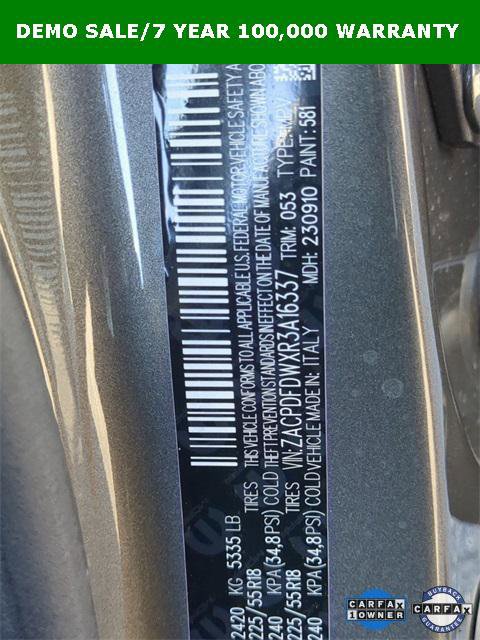 DEMO SALE/7 YEAR 100,000 WARRANTY
2420 KG 5335 LB
THIS VEHICLE CONFORMS TO ALL APPLICABLE U.S. FEDERAL MOTOR VEHICLE SAFETY A
225/55R18 TIRES
THEFT PREVENTION STANDARDS IN EFFECT ON THE DATE OF MANUFACTURE SHOWN ABO
240 KPA(34,8PSI) COLD
225/55R18 TIRES
VIN: ZACPDFDWXR3A16337 TYPE: MPV
240 KPA(34,8PSI) COLD
VEHICLE MADE IN: ITALY TRIM: 053
MDH: 230910 PAINT: 581
CARFAX
1 OWNER
BUYBACK
CARFAX
GUARANTEE